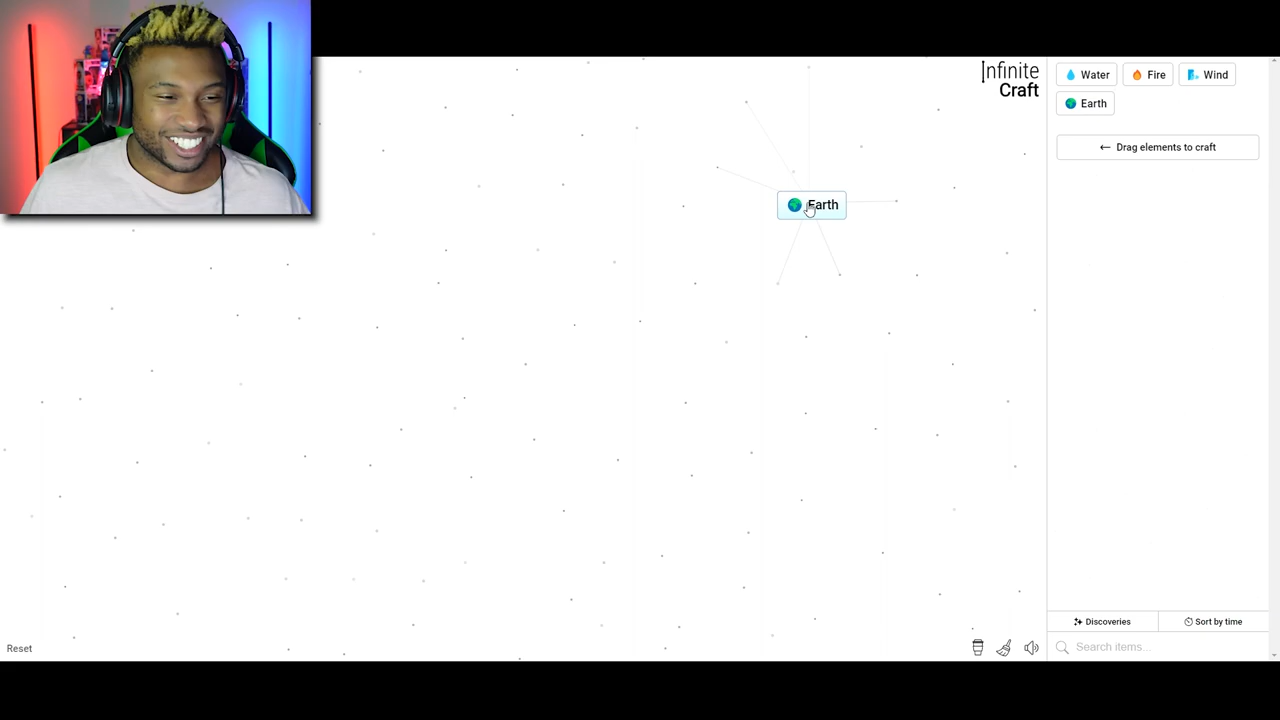 Infinite
Craft
Water
Fire
Wind
Earth
← Drag elements to craft
Earth
Discoveries
Sort by time
Search items...
Reset